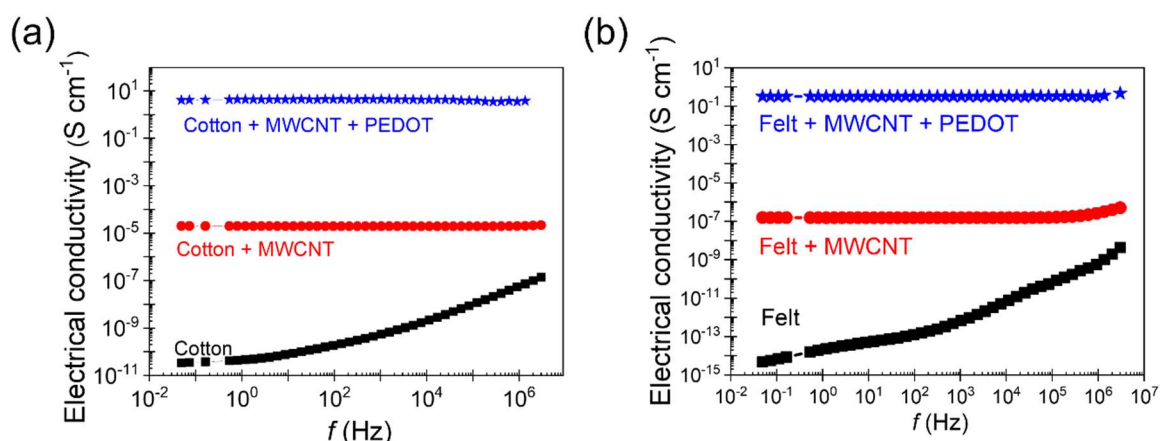 (a)
Electrical conductivity (S cm⁻¹)
10¹
10⁻¹
10⁻³
10⁻⁵
10⁻⁷
10⁻⁹
10⁻¹¹
Cotton + MWCNT + PEDOT
Cotton + MWCNT
Cotton
10⁻² 10⁰ 10² 10⁴ 10⁶
f (Hz)
(b)
Electrical conductivity (S cm⁻¹)
10¹
10⁻¹
10⁻³
10⁻⁵
10⁻⁷
10⁻⁹
10⁻¹¹
10⁻¹³
10⁻¹⁵
Felt + MWCNT + PEDOT
Felt + MWCNT
Felt
10⁻² 10⁻¹ 10⁰ 10¹ 10² 10³ 10⁴ 10⁵ 10⁶ 10⁷
f (Hz)